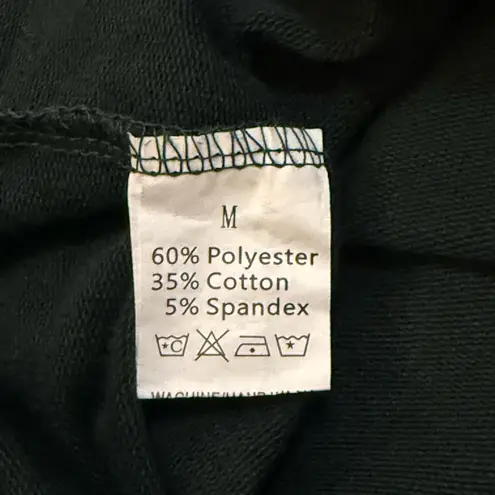 M
60% Polyester
35% Cotton
5% Spandex